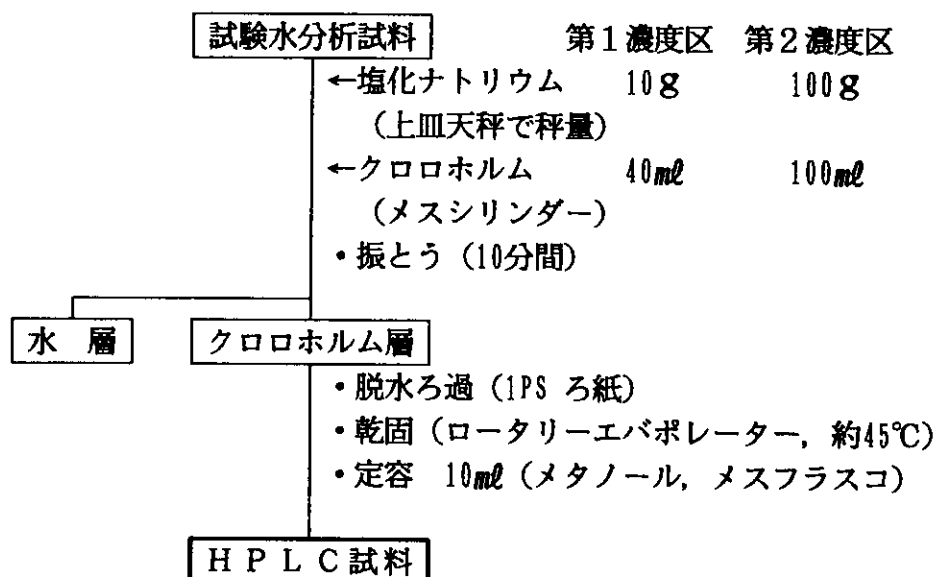 試験水分析試料　第1濃度区　第2濃度区
←塩化ナトリウム　10g　100g
(上皿天秤で秤量)
←クロロホルム　40ml　100ml
(メスシリンダー)
・振とう (10分間)
水　層　クロロホルム層
・脱水ろ過 (1PS ろ紙)
・乾固 (ロータリーエバポレーター, 約45℃)
・定容　10ml (メタノール, メスフラスコ)
HPLC試料